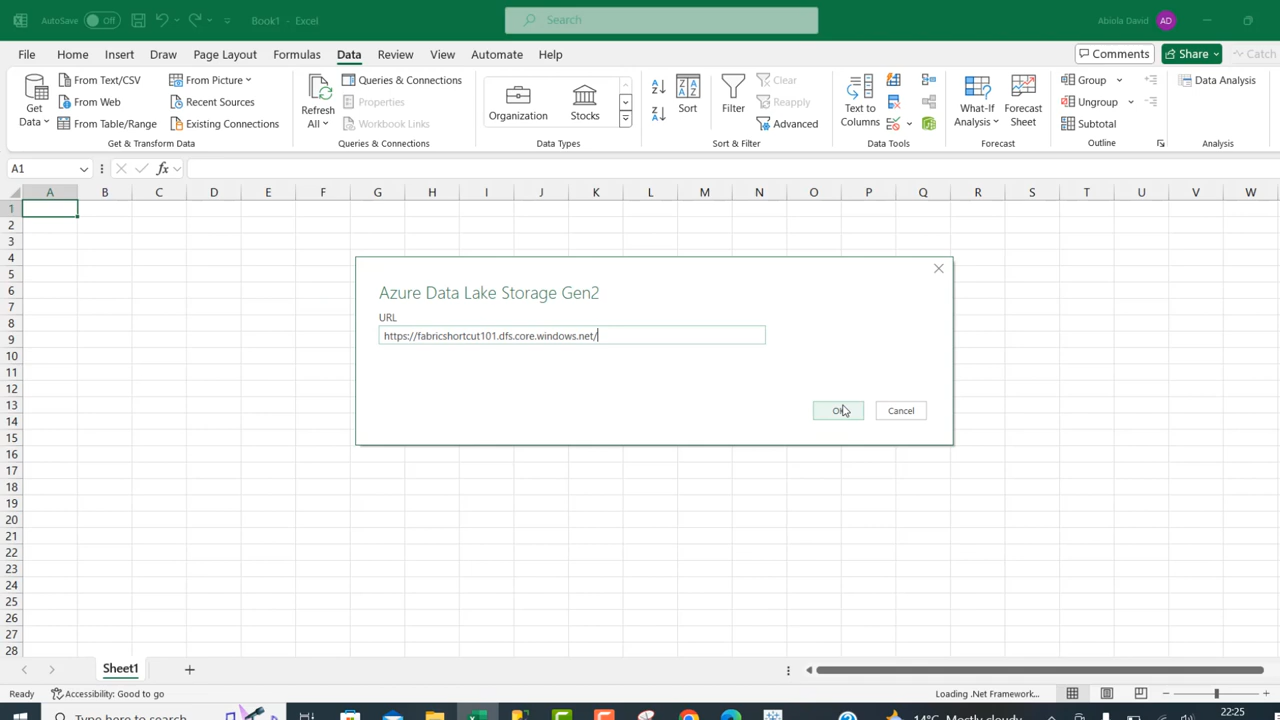 AutoSave Off Book1 - Excel Search Abiola David AD
File Home Insert Draw Page Layout Formulas Data Review View Automate Help Comments Share Catch
Get Data From Text/CSV From Web From Table/Range From Picture Recent Sources Existing Connections
Get & Transform Data
Refresh All Queries & Connections Properties Workbook Links
Queries & Connections
Organization Stocks
Data Types
Sort Filter Clear Reapply Advanced
Sort & Filter
Text to Columns
Data Tools
What-If Analysis Forecast Sheet
Forecast
Group Ungroup Subtotal
Outline
Data Analysis
Analysis
A1 fx
A B C D E F G H I J K L M N O P Q R S T U V W
1
2
3
4
5
6
7
8
9
10
11
12
13
14
15
16
17
18
19
20
21
22
23
24
25
26
27
28
Azure Data Lake Storage Gen2
URL
https://fabricshortcut101.dfs.core.windows.net/
OK Cancel
Sheet1
Ready Accessibility: Good to go Loading .Net Framework...
Type here to search 14°C Mostly cloudy 22:25